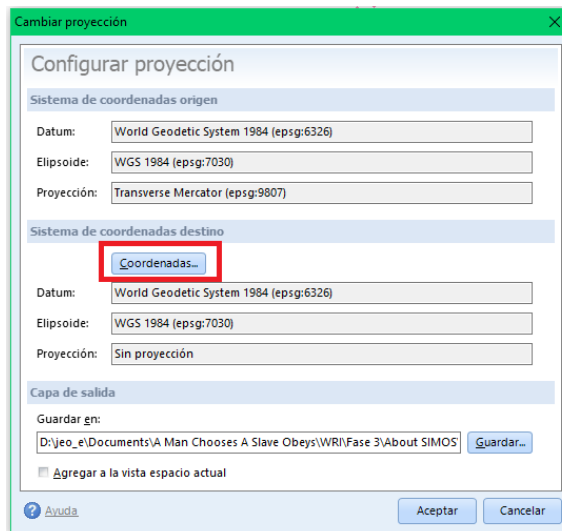 Cambiar proyección
Configurar proyección
Sistema de coordenadas origen
Datum: World Geodetic System 1984 (epsg:6326)
Elipsoide: WGS 1984 (epsg:7030)
Proyección: Transverse Mercator (epsg:9807)
Sistema de coordenadas destino
Coordenadas...
Datum: World Geodetic System 1984 (epsg:6326)
Elipsoide: WGS 1984 (epsg:7030)
Proyección: Sin proyección
Capa de salida
Guardar en:
D:\jeo_e\Documents\A Man Chooses A Slave Obeys\WRI\Fase 3\About SIMOS Guardar...
Agregar a la vista espacio actual
Ayuda Aceptar Cancelar